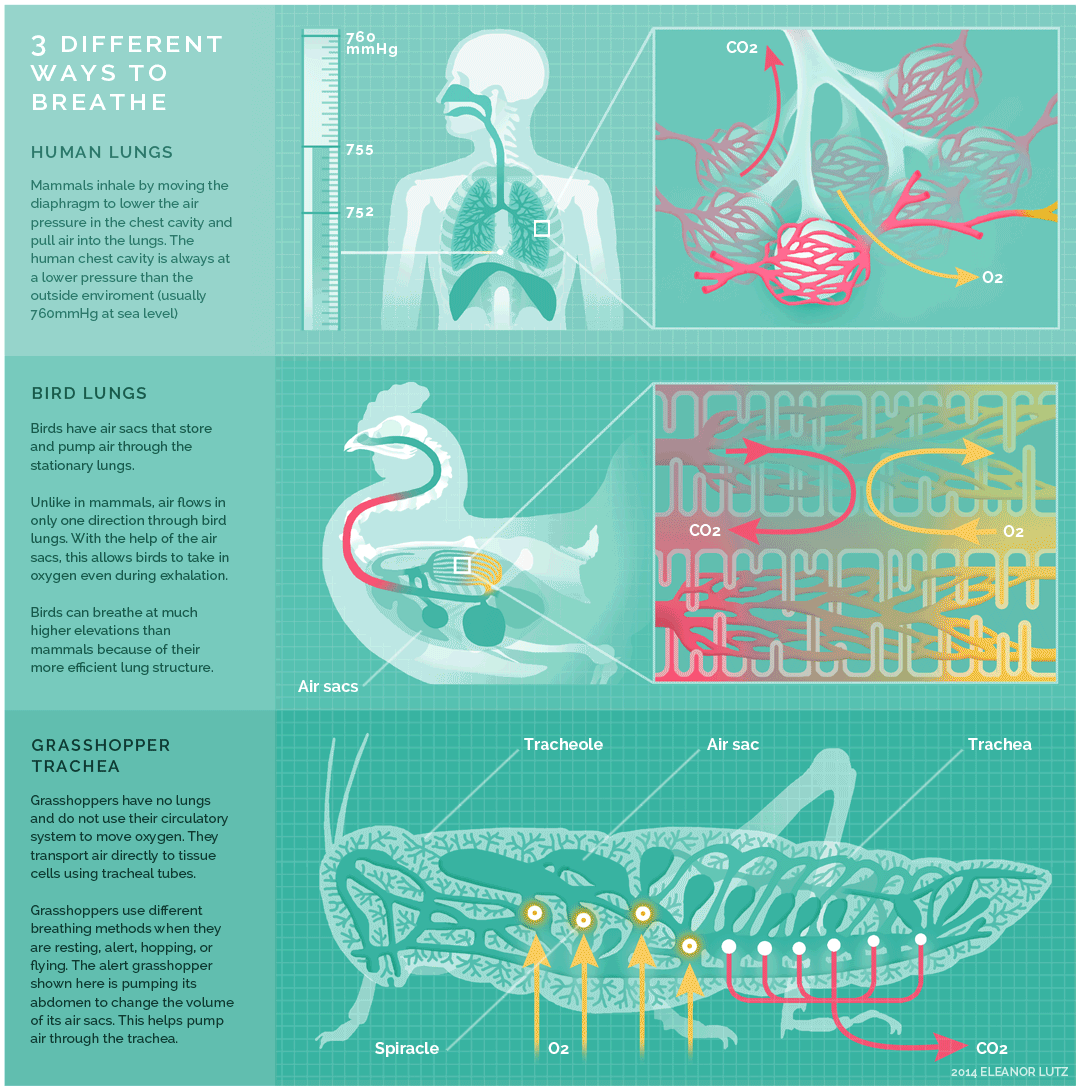 3 DIFFERENT
WAYS TO
BREATHE
HUMAN LUNGS
Mammals inhale by moving the
diaphragm to lower the air
pressure in the chest cavity and
pull air into the lungs. The
human chest cavity is always at
a lower pressure than the
outside enviroment (usually
760mmHg at sea level)
760
mmHg
755
752
CO2
O2
BIRD LUNGS
Birds have air sacs that store
and pump air through the
stationary lungs.
Unlike in mammals, air flows in
only one direction through bird
lungs. With the help of the air
sacs, this allows birds to take in
oxygen even during exhalation.
Birds can breathe at much
higher elevations than
mammals because of their
more efficient lung structure.
Air sacs
CO2
O2
GRASSHOPPER
TRACHEA
Grasshoppers have no lungs
and do not use their circulatory
system to move oxygen. They
transport air directly to tissue
cells using tracheal tubes.
Grasshoppers use different
breathing methods when they
are resting, alert, hopping, or
flying. The alert grasshopper
shown here is pumping its
abdomen to change the volume
of its air sacs. This helps pump
air through the trachea.
Tracheole
Air sac
Trachea
Spiracle
O2
CO2
2014 ELEANOR LUTZ